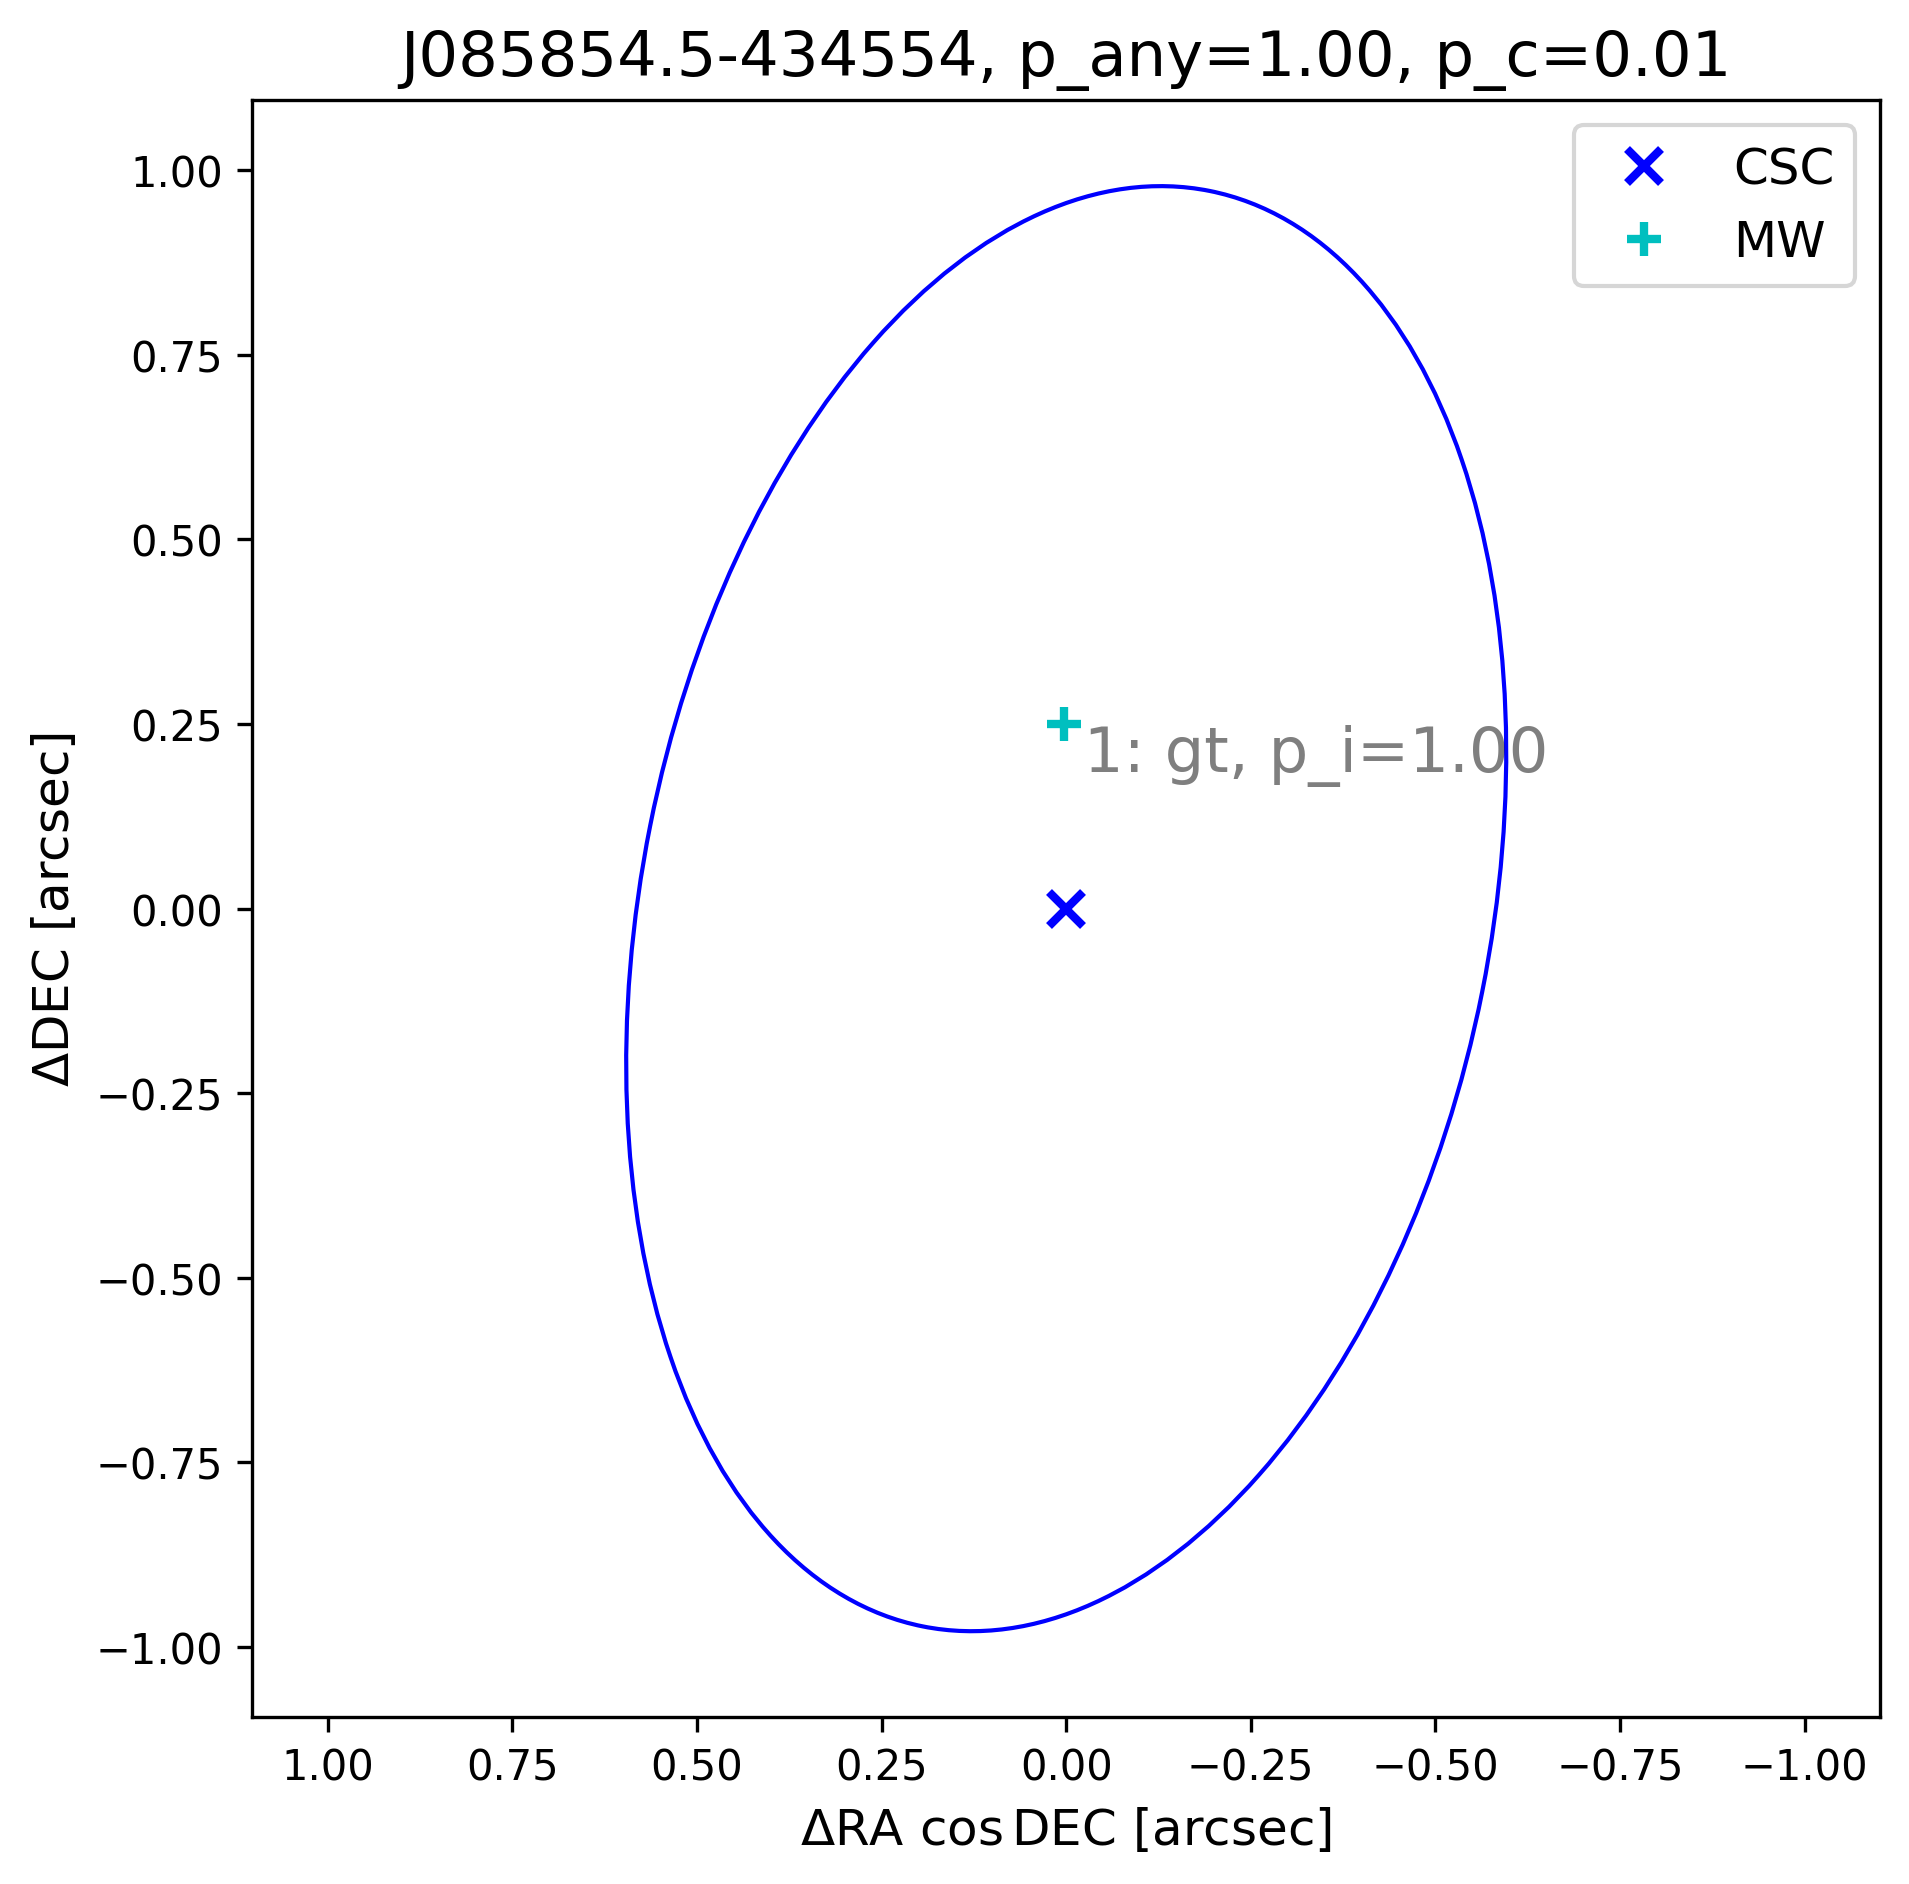 J085854.5-434554, p_any=1.00, p_c=0.01
CSC
MW
1.00
0.75
0.50
0.25
0.00
−0.25
−0.50
−0.75
−1.00
ΔDEC [arcsec]
1: gt, p_i=1.00
1.00 0.75 0.50 0.25 0.00 −0.25 −0.50 −0.75 −1.00
ΔRA cos DEC [arcsec]